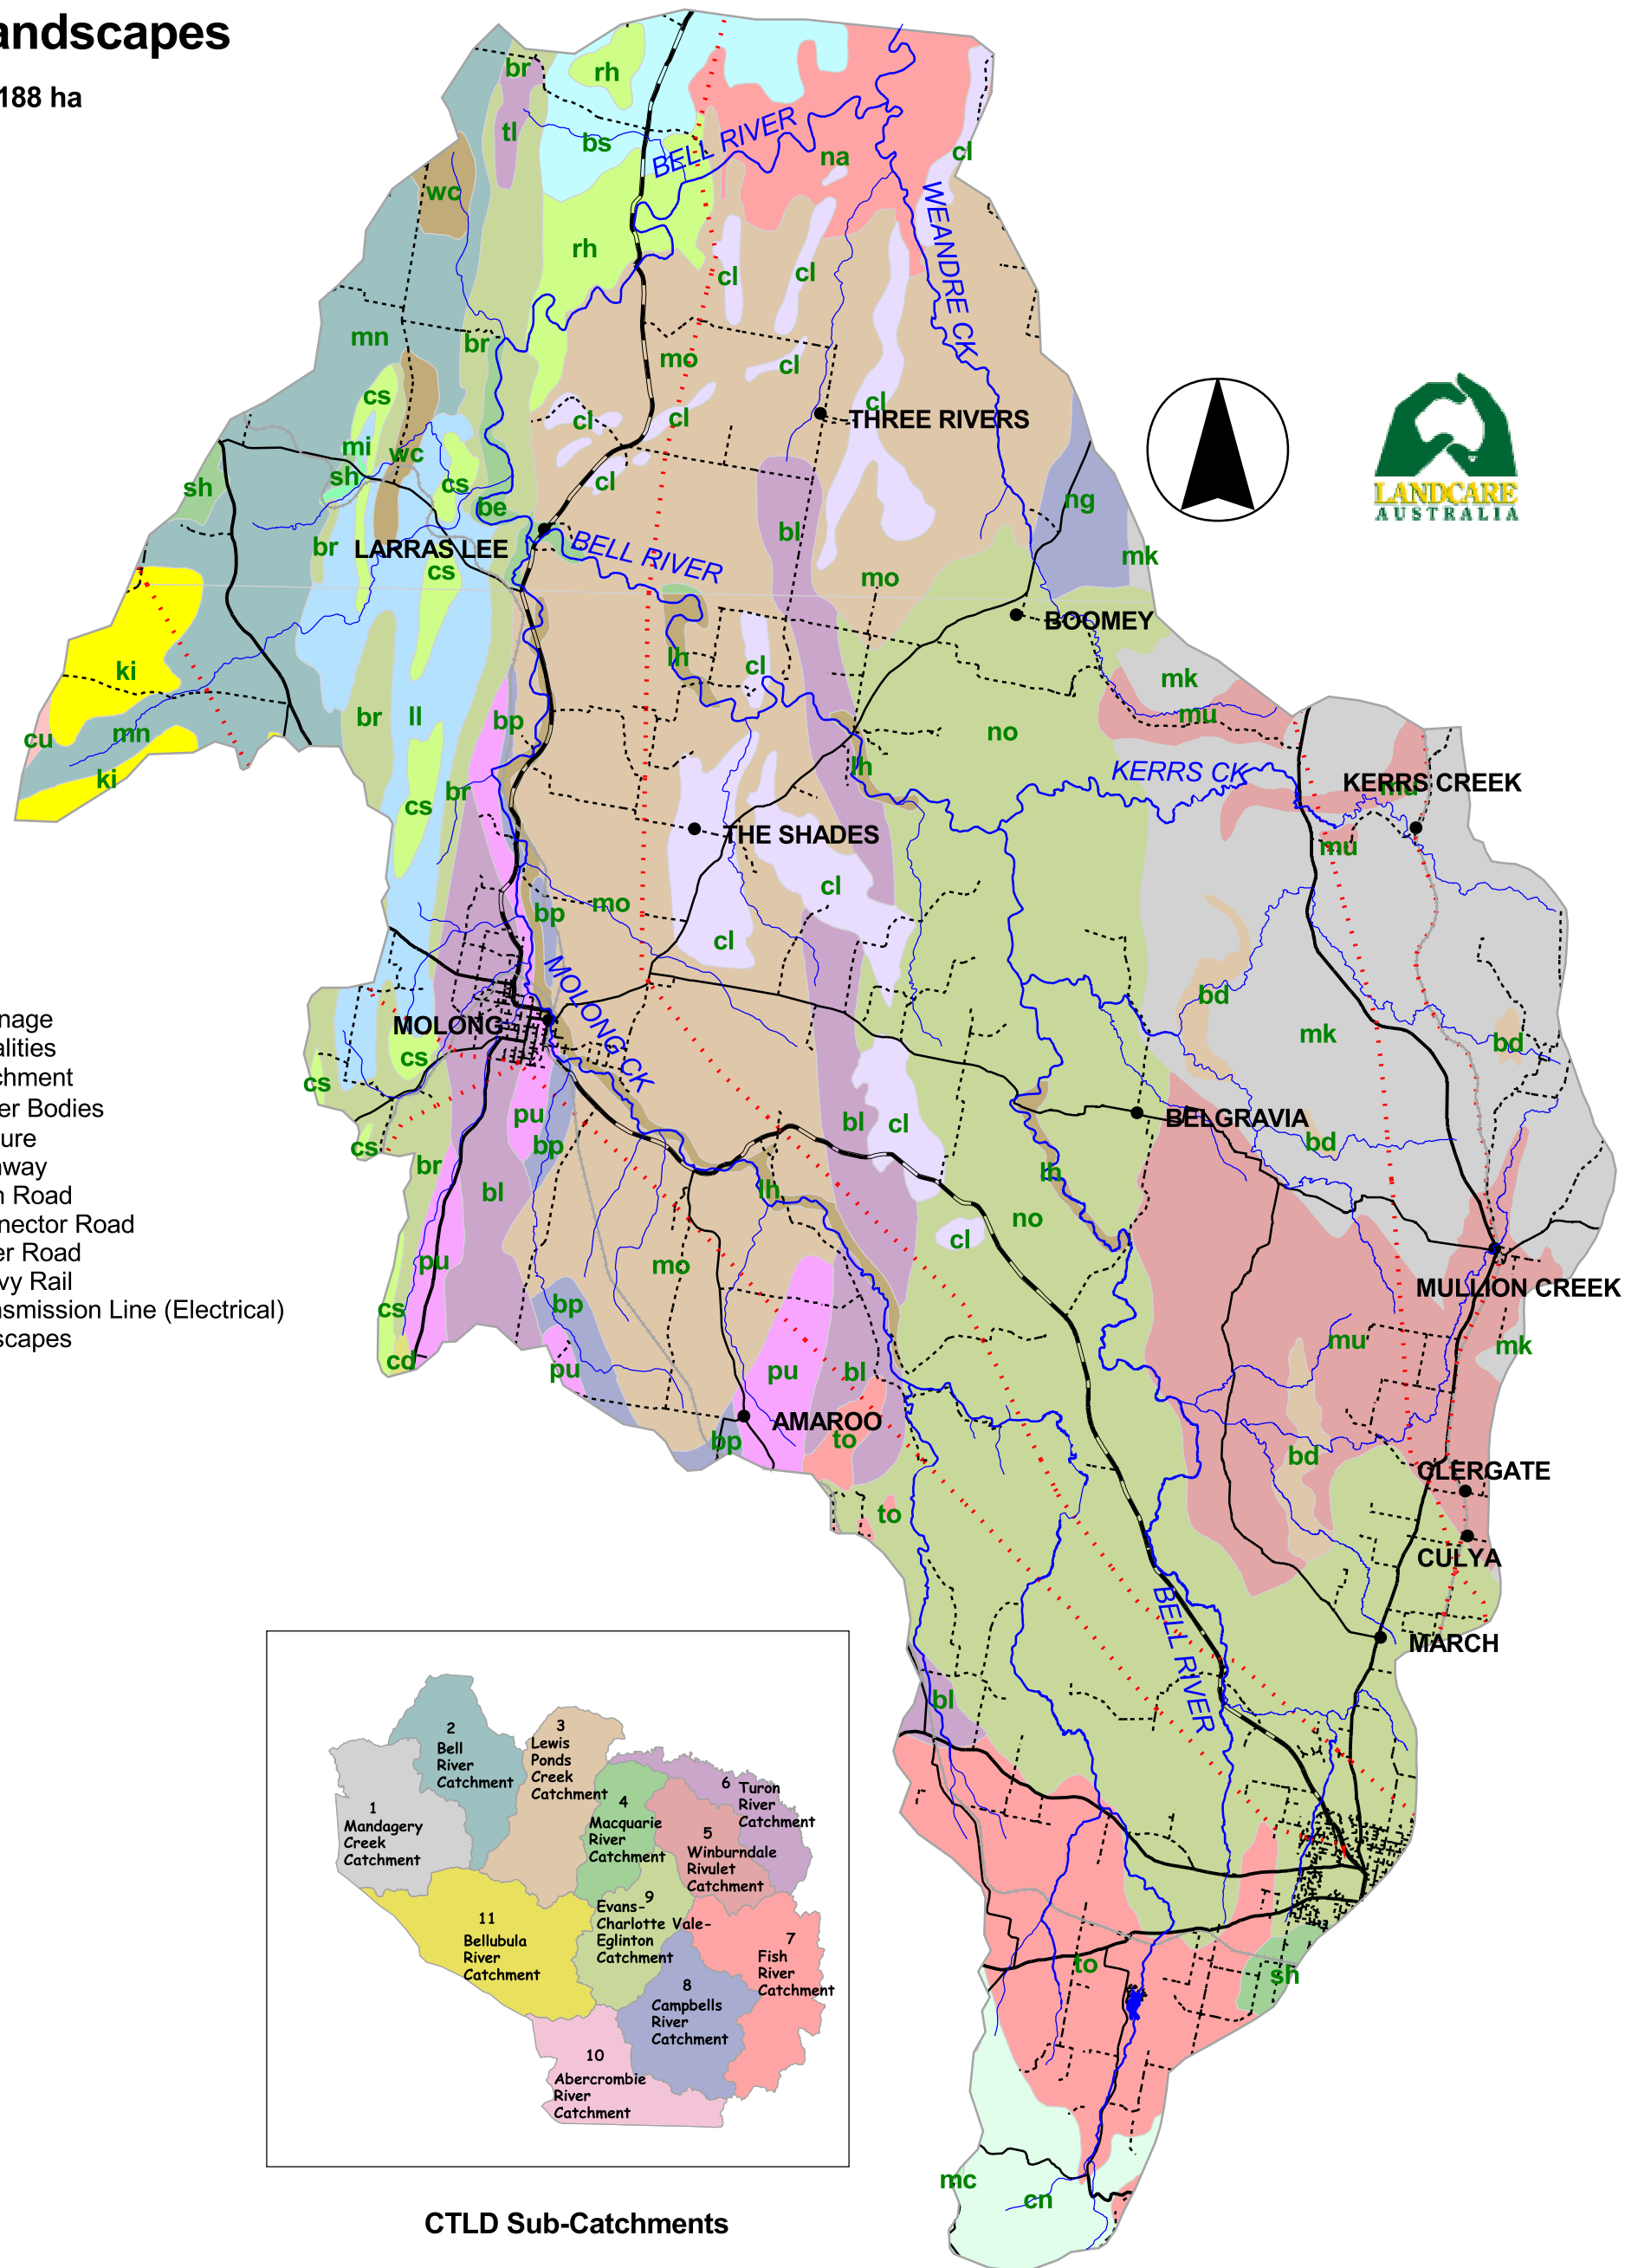 andscapes
188 ha
br
rh
tl
bs
BELL RIVER
na
cl
wc
WEANDRE CK
rh
cl
cl
mn
br
mo
cl
cs
cl
cl
cl
THREE RIVERS
mi
wc
sh
sh
cs
cl
be
ng
LANDCARE
AUSTRALIA
bl
br
LARRAS LEE
BELL RIVER
mk
cs
mo
BOOMEY
ki
lh
cl
mk
br
ll
bp
mu
cu
mn
no
ki
lh
KERRS CK
KERRS CREEK
mu
br
cs
THE SHADES
mu
cl
bp
mo
cl
MOLONG CK
bd
nage
MOLONG
mk
bd
alities
cs
chment
cs
er Bodies
pu
bl
cl
BELGRAVIA
ure
cs
bp
bd
hway
br
lh
n Road
bl
lh
nector Road
no
er Road
pu
mo
cl
vy Rail
MULLION CREEK
nsmission Line (Electrical)
cs
bp
scapes
mu
mk
cd
pu
pu
bl
AMAROO
bp
to
bd
CLERGATE
to
CULYA
BELL RIVER
MARCH
bl
2
Bell
River
Catchment
3
Lewis
Ponds
Creek
Catchment
6 Turon
River
Catchment
1
Mandagery
Creek
Catchment
4
Macquarie
River
Catchment
5
Winburndale
Rivulet
Catchment
9
Evans-
Charlotte Vale-
Eglinton
Catchment
11
Bellubula
River
Catchment
7
Fish
River
Catchment
8
Campbells
River
Catchment
10
Abercrombie
River
Catchment
to
sh
mc
cn
CTLD Sub-Catchments